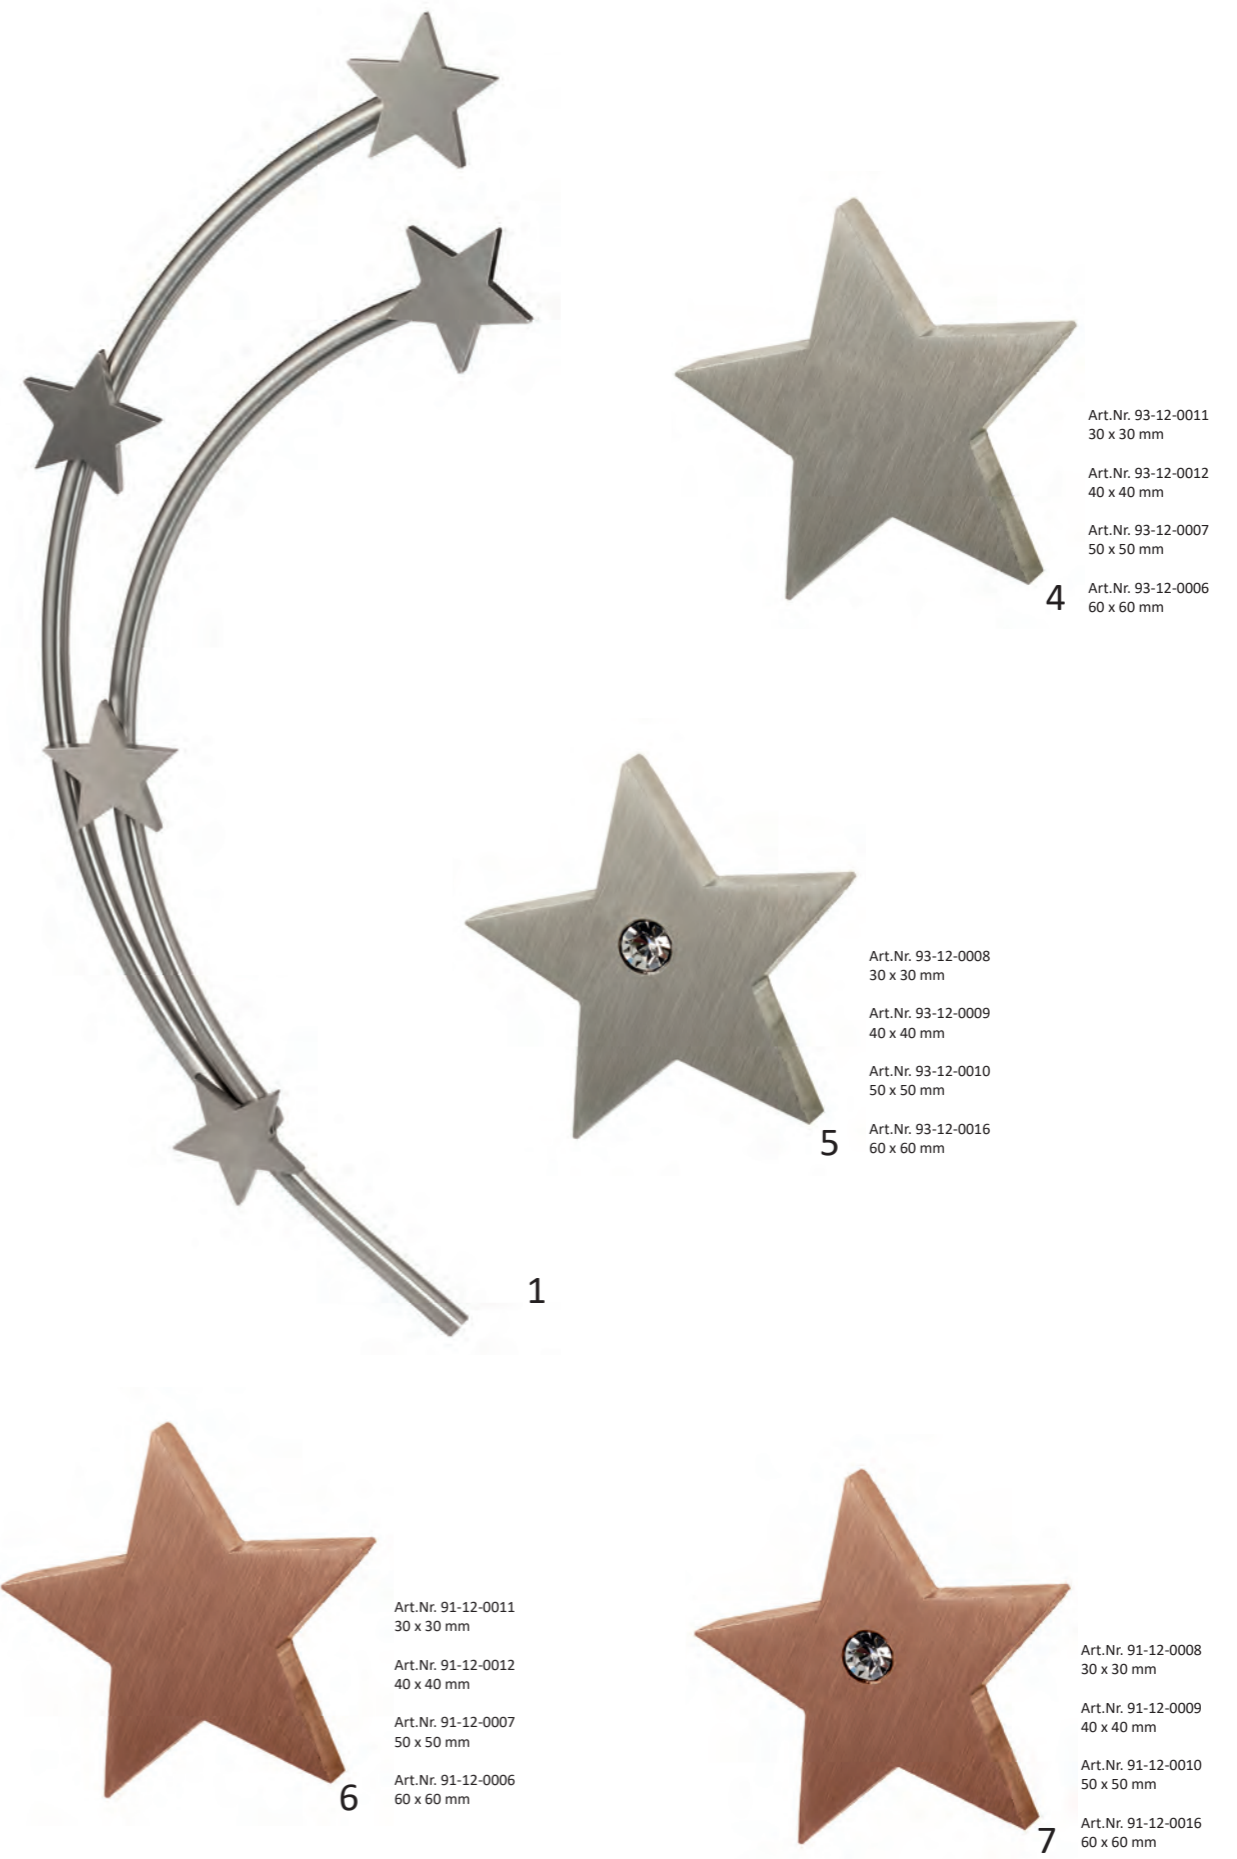 Art.Nr. 93-12-0011
30 x 30 mm
Art.Nr. 93-12-0012
40 x 40 mm
Art.Nr. 93-12-0007
50 x 50 mm
Art.Nr. 93-12-0006
60 x 60 mm
4
Art.Nr. 93-12-0008
30 x 30 mm
Art.Nr. 93-12-0009
40 x 40 mm
Art.Nr. 93-12-0010
50 x 50 mm
Art.Nr. 93-12-0016
60 x 60 mm
5
1
Art.Nr. 91-12-0011
30 x 30 mm
Art.Nr. 91-12-0012
40 x 40 mm
Art.Nr. 91-12-0007
50 x 50 mm
Art.Nr. 91-12-0006
60 x 60 mm
6
Art.Nr. 91-12-0008
30 x 30 mm
Art.Nr. 91-12-0009
40 x 40 mm
Art.Nr. 91-12-0010
50 x 50 mm
Art.Nr. 91-12-0016
60 x 60 mm
7